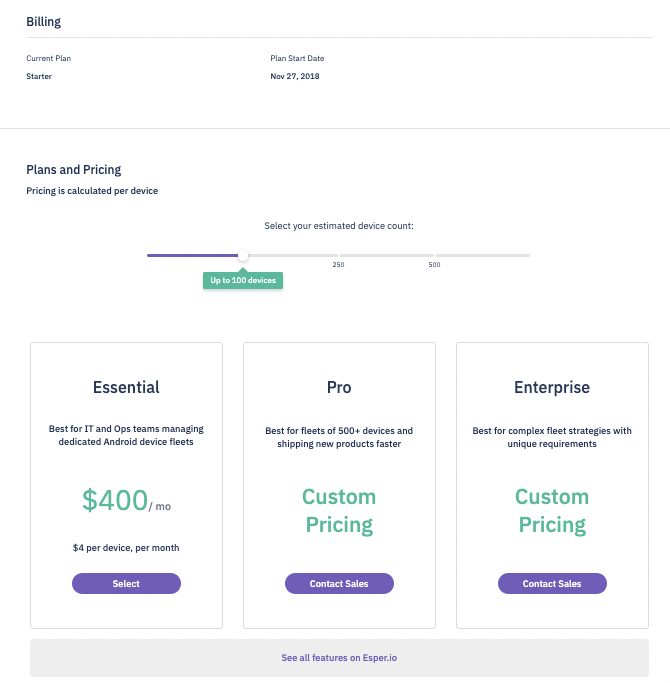 Billing
Current Plan
Plan Start Date
Starter
Nov 27, 2018
Plans and Pricing
Pricing is calculated per device
Select your estimated device count:
250
500
Up to 100 devices
Essential
Best for IT and Ops teams managing
dedicated Android device fleets
$400/ mo
$4 per device, per month
Select
Pro
Best for fleets of 500+ devices and
shipping new products faster
Custom
Pricing
Contact Sales
Enterprise
Best for complex fleet strategies with
unique requirements
Custom
Pricing
Contact Sales
See all features on Esper.io